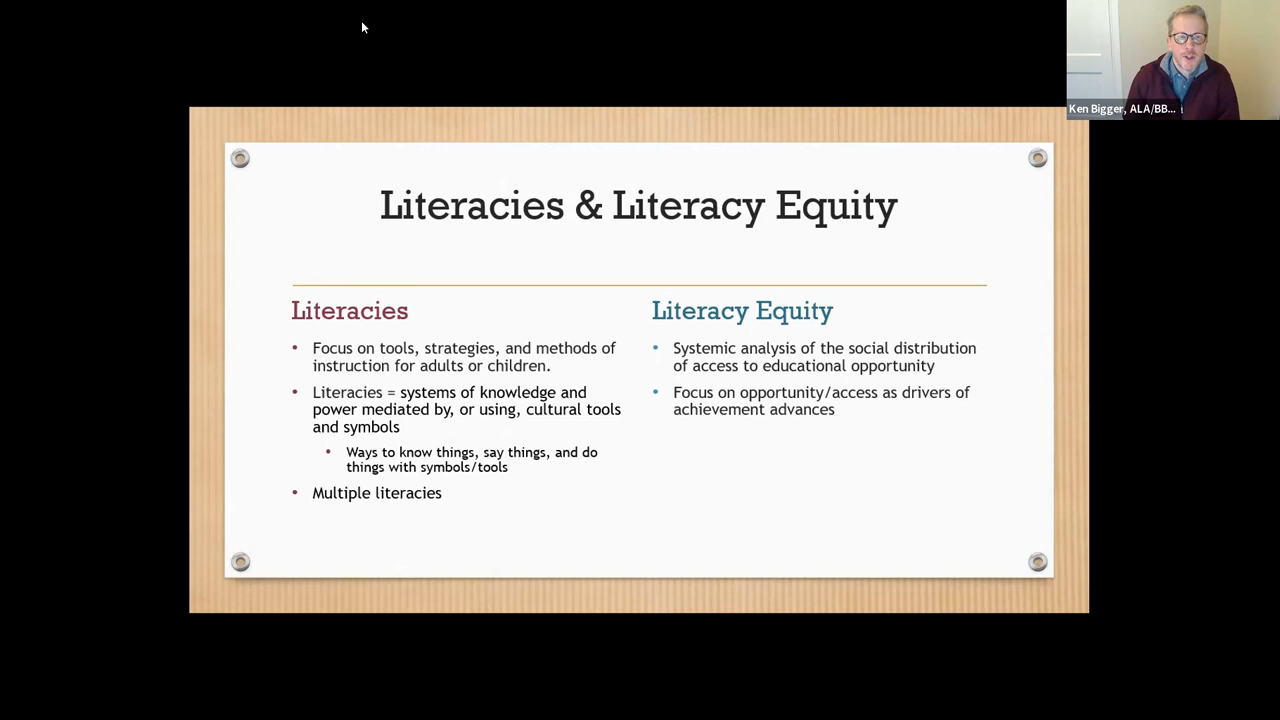 Ken Bigger, ALA/BB...
Literacies & Literacy Equity
Literacies
• Focus on tools, strategies, and methods of
instruction for adults or children.
• Literacies = systems of knowledge and
power mediated by, or using, cultural tools
and symbols
• Ways to know things, say things, and do
things with symbols/tools
• Multiple literacies
Literacy Equity
• Systemic analysis of the social distribution
of access to educational opportunity
• Focus on opportunity/access as drivers of
achievement advances